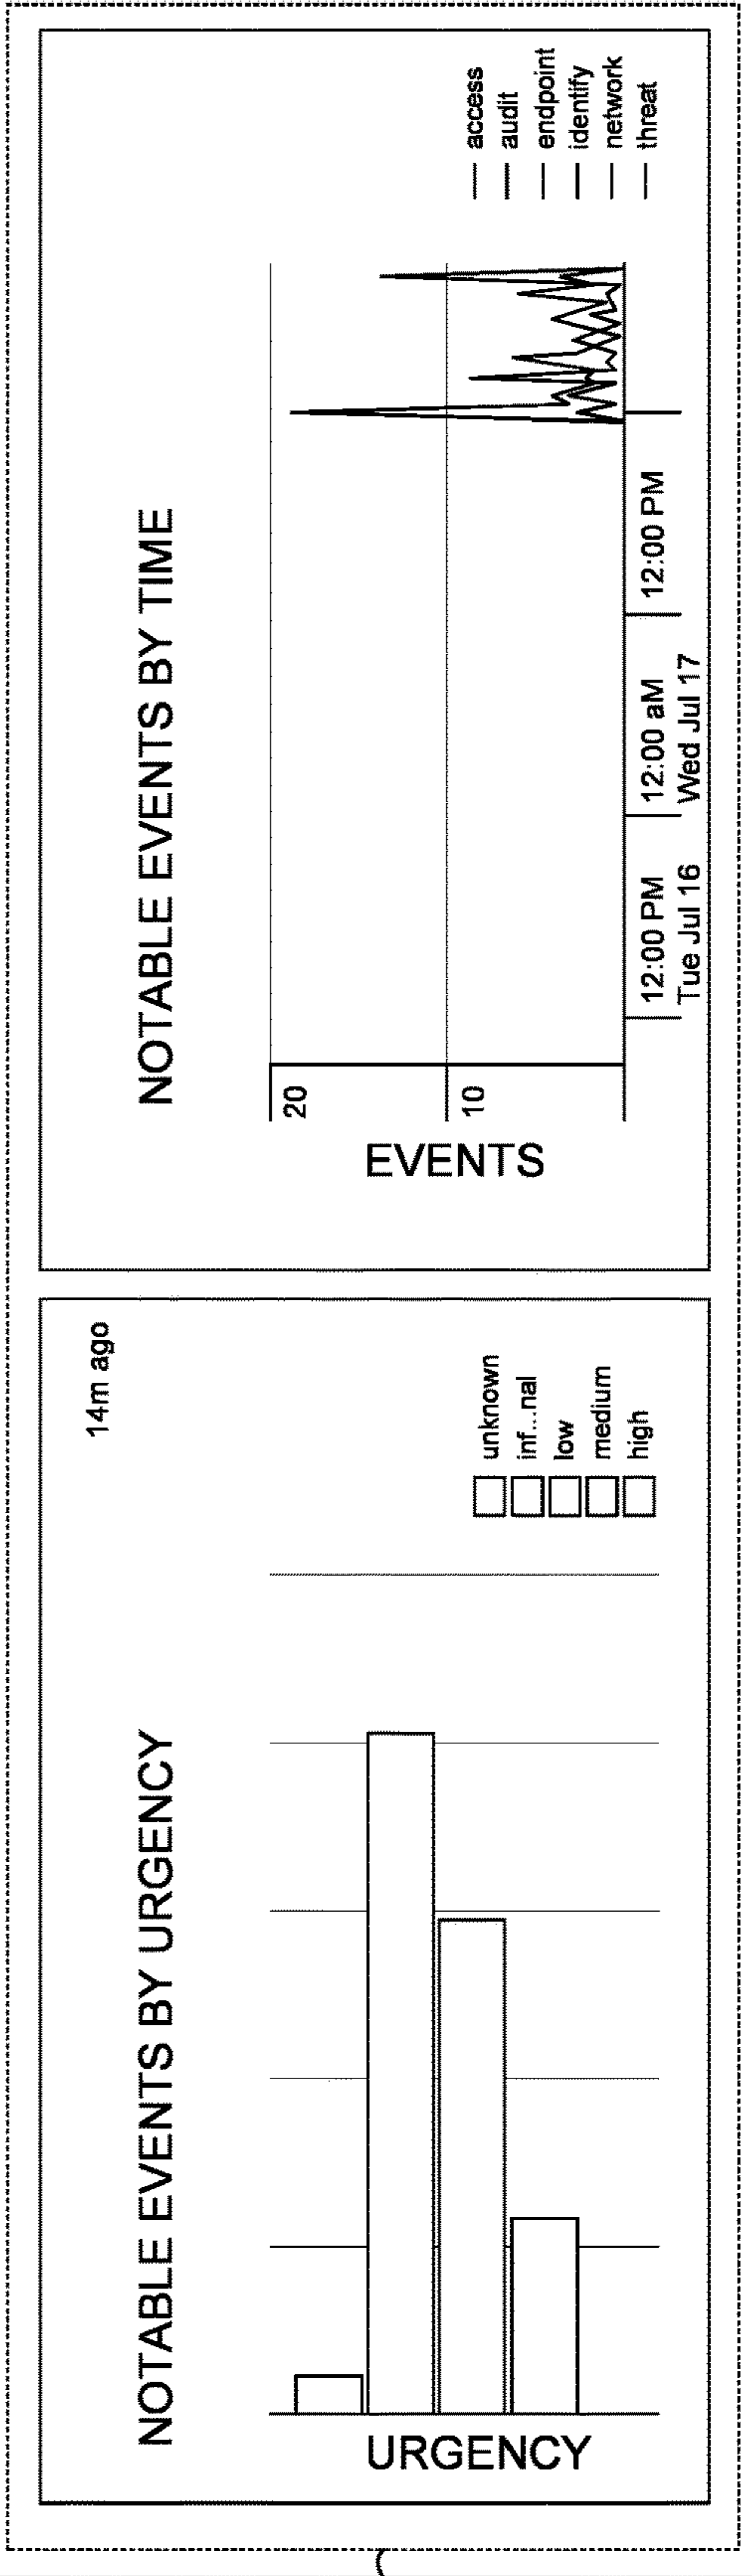 14m ago
NOTABLE EVENTS BY URGENCY
URGENCY
unknown
inf...nal
low
medium
high
NOTABLE EVENTS BY TIME
EVENTS
20
10
12:00 PM
Tue Jul 16
12:00 aM
Wed Jul 17
12:00 PM
access
audit
endpoint
identify
network
threat